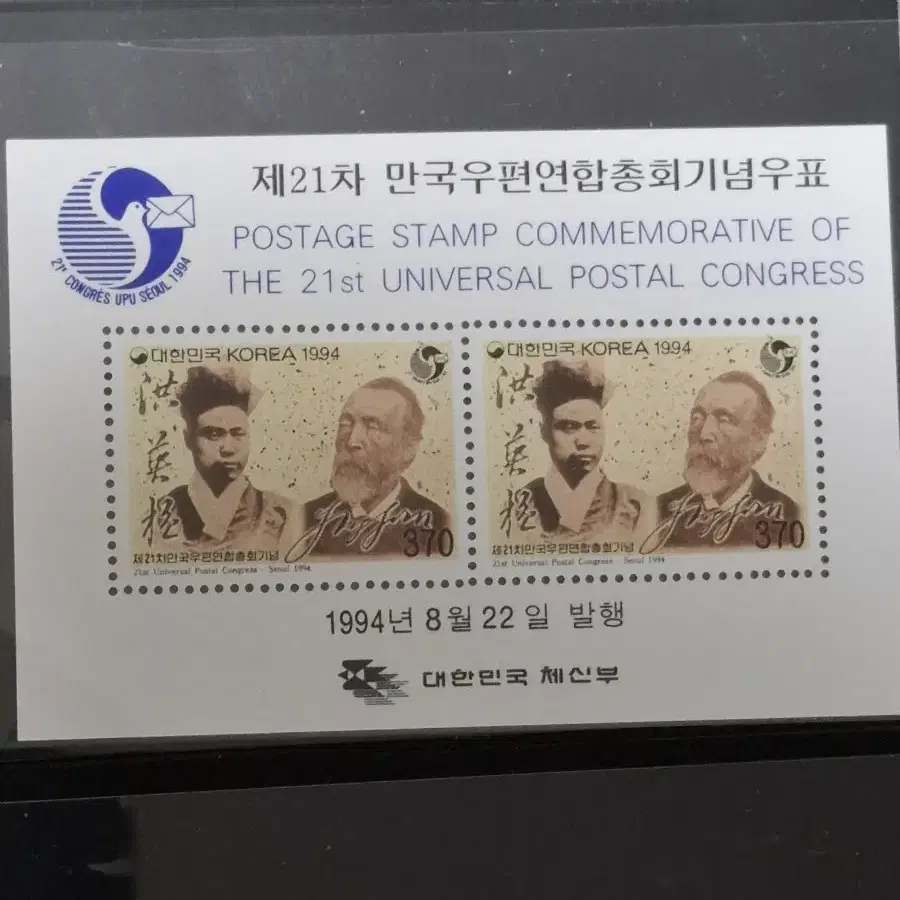 제21차 만국우편연합총회기념우표
POSTAGE STAMP COMMEMORATIVE OF
THE 21st UNIVERSAL POSTAL CONGRESS
21ᵉ CONGRÈS UPU SÉOUL 1994
대한민국 KOREA 1994
洪
英
植
370
제21차만국우편연합총회기념
21st Universal Postal Congress - Seoul 1994
대한민국 KOREA 1994
洪
英
植
370
제21차만국우편연합총회기념
21st Universal Postal Congress - Seoul 1994
1994년 8월 22일 발행
대한민국 체신부